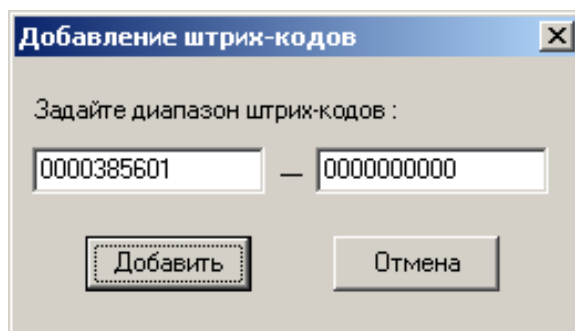 Добавление штрих-кодов
Задайте диапазон штрих-кодов :
0000385601 — 0000000000
Добавить Отмена